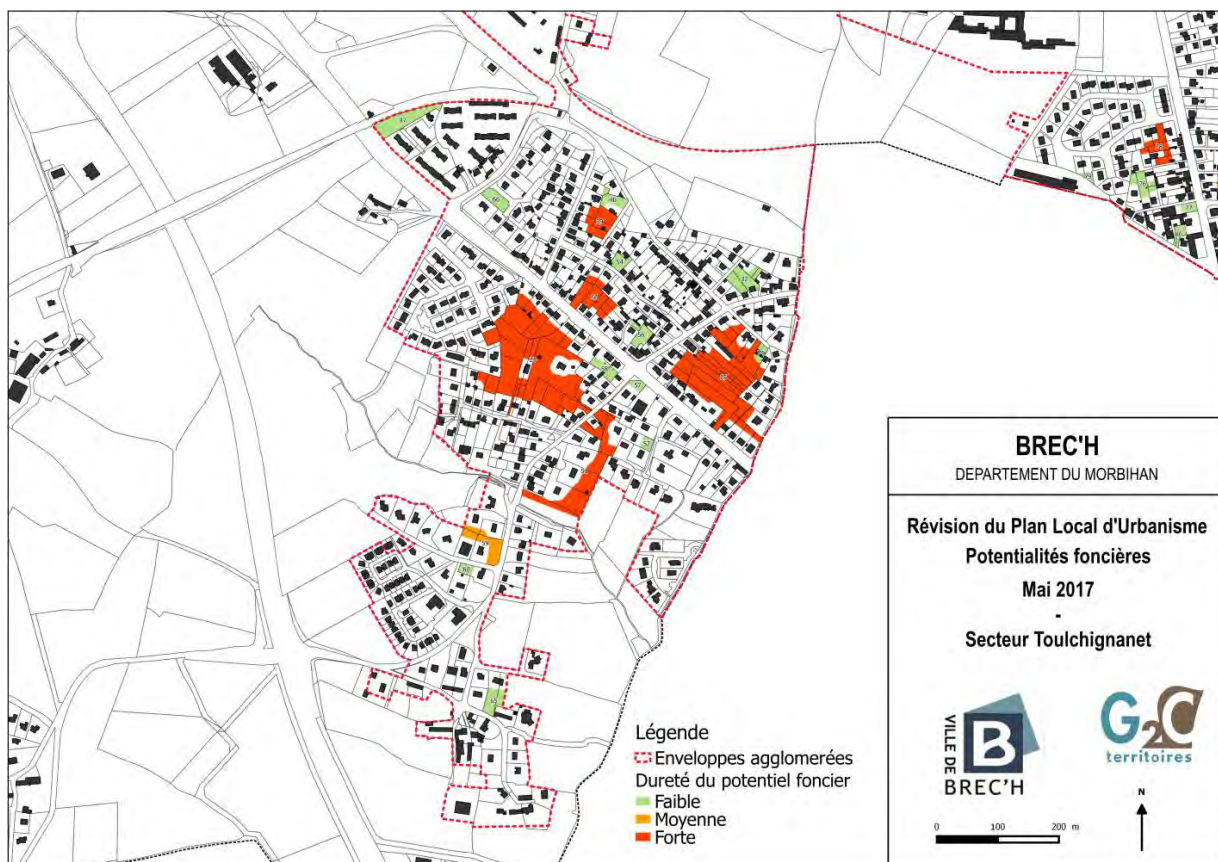 BREC'H
DEPARTEMENT DU MORBIHAN
Révision du Plan Local d'Urbanisme
Potentialités foncières
Mai 2017
-
Secteur Toulchignanet
VILLE DE
B
BREC'H
G2C
territoires
N
0 100 200 m
Légende
Enveloppes agglomerées
Dureté du potentiel foncier
Faible
Moyenne
Forte